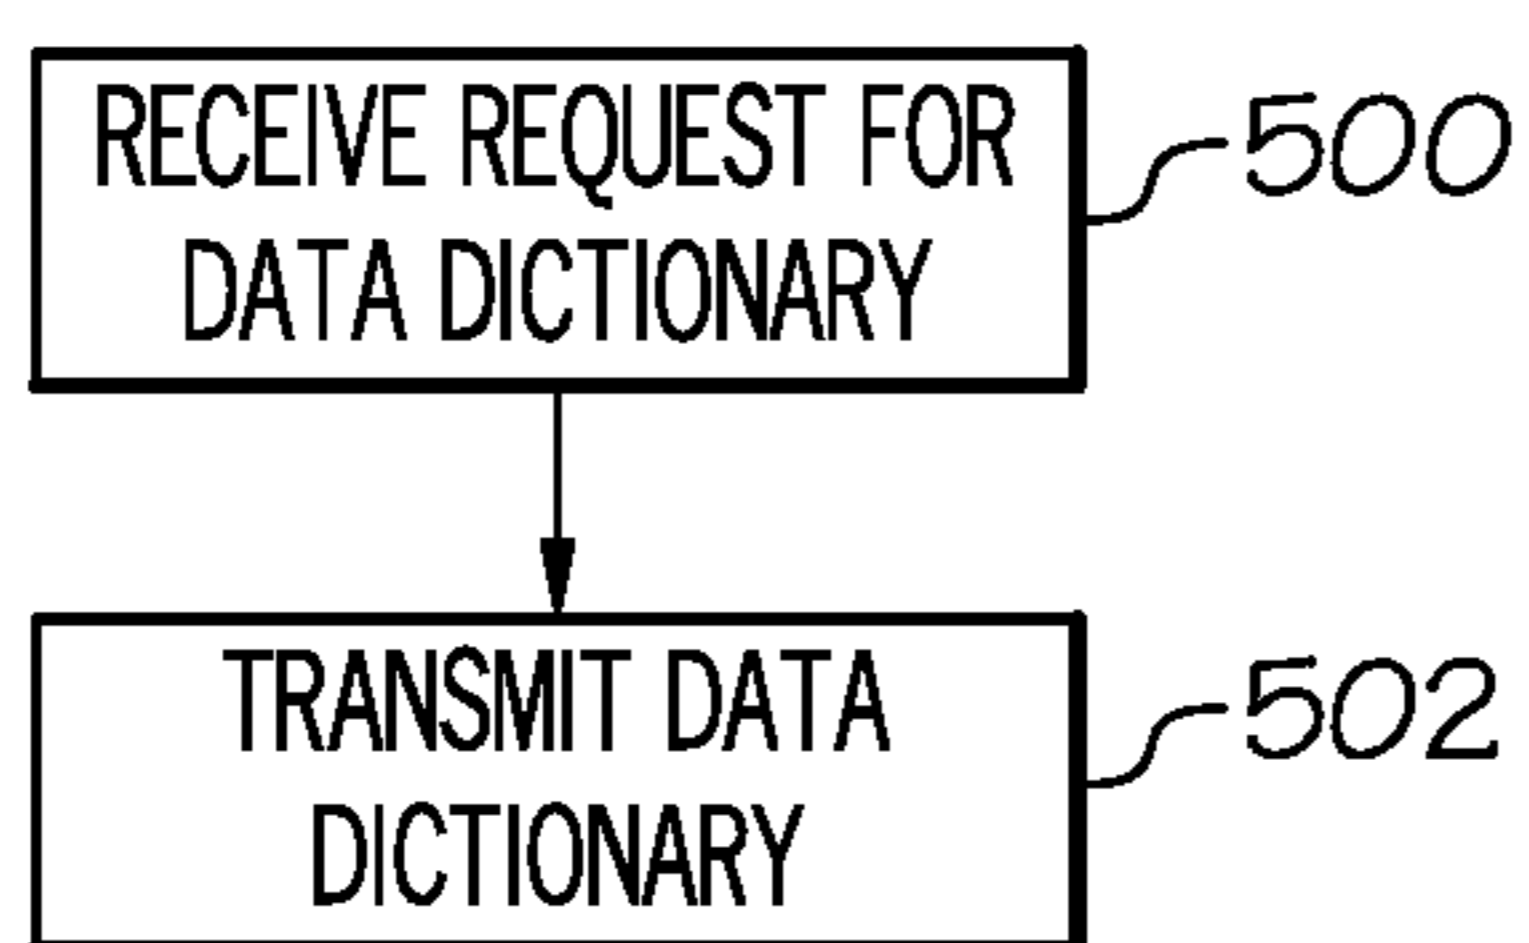 RECEIVE REQUEST FOR
DATA DICTIONARY
500
TRANSMIT DATA
DICTIONARY
502